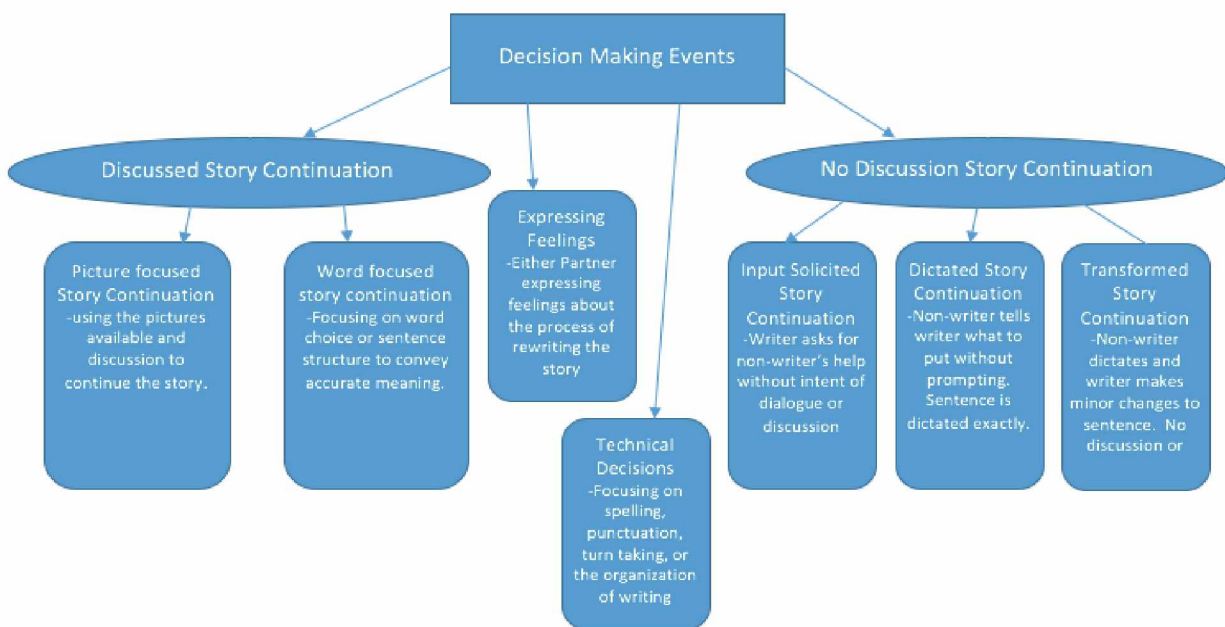 Decision Making Events
Discussed Story Continuation
No Discussion Story Continuation
Picture focused
Story Continuation
-using the pictures
available and
discussion to
continue the story.
Word focused
story continuation
-Focusing on word
choice or sentence
structure to convey
accurate meaning.
Expressing
Feelings
-Either Partner
expressing
feelings about
the process of
rewriting the
story
Technical
Decisions
-Focusing on
spelling,
punctuation,
turn taking, or
the organization
of writing
Input Solicited
Story
Continuation
-Writer asks for
non-writer's help
without intent of
dialogue or
discussion
Dictated Story
Continuation
-Non-writer tells
writer what to
put without
prompting.
Sentence is
dictated exactly.
Transformed
Story
Continuation
-Non-writer
dictates and
writer makes
minor changes to
sentence. No
discussion or